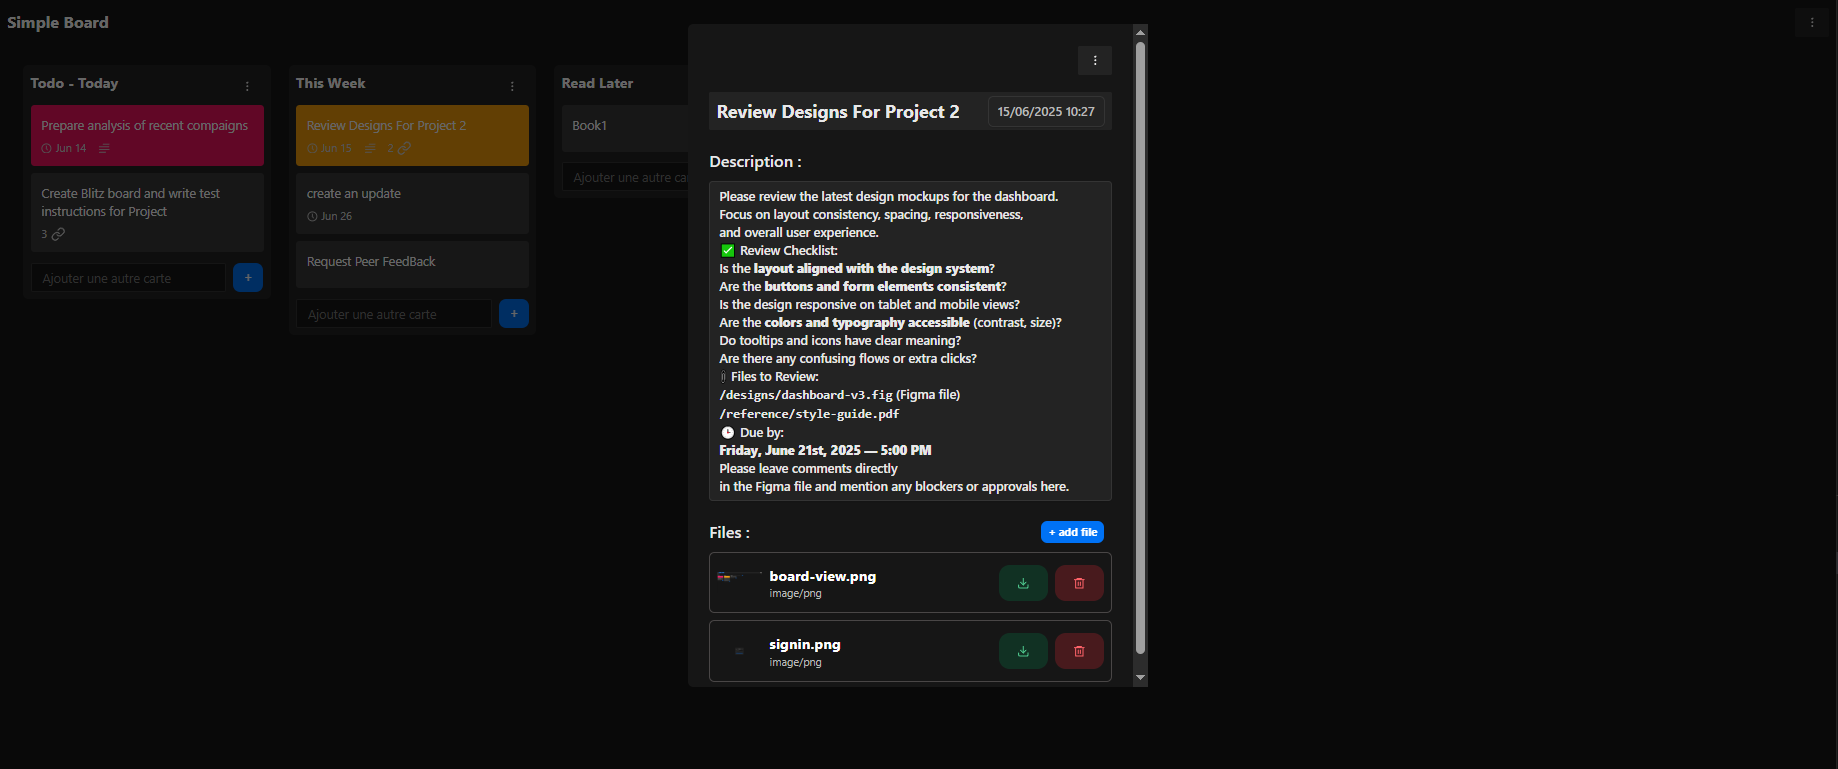 Simple Board
Todo - Today
Prepare analysis of recent compaigns
Jun 14
Create Blitz board and write test
instructions for Project
3
Ajouter une autre carte
+
This Week
Review Designs For Project 2
Jun 15 2
create an update
Jun 26
Request Peer FeedBack
Ajouter une autre carte
+
Read Later
Book1
Ajouter une autre ca
Review Designs For Project 2
15/06/2025 10:27
Description :
Please review the latest design mockups for the dashboard.
Focus on layout consistency, spacing, responsiveness,
and overall user experience.
✅ Review Checklist:
Is the layout aligned with the design system?
Are the buttons and form elements consistent?
Is the design responsive on tablet and mobile views?
Are the colors and typography accessible (contrast, size)?
Do tooltips and icons have clear meaning?
Are there any confusing flows or extra clicks?
📎 Files to Review:
/designs/dashboard-v3.fig (Figma file)
/reference/style-guide.pdf
🕒 Due by:
Friday, June 21st, 2025 — 5:00 PM
Please leave comments directly
in the Figma file and mention any blockers or approvals here.
Files :
+ add file
board-view.png
image/png
signin.png
image/png